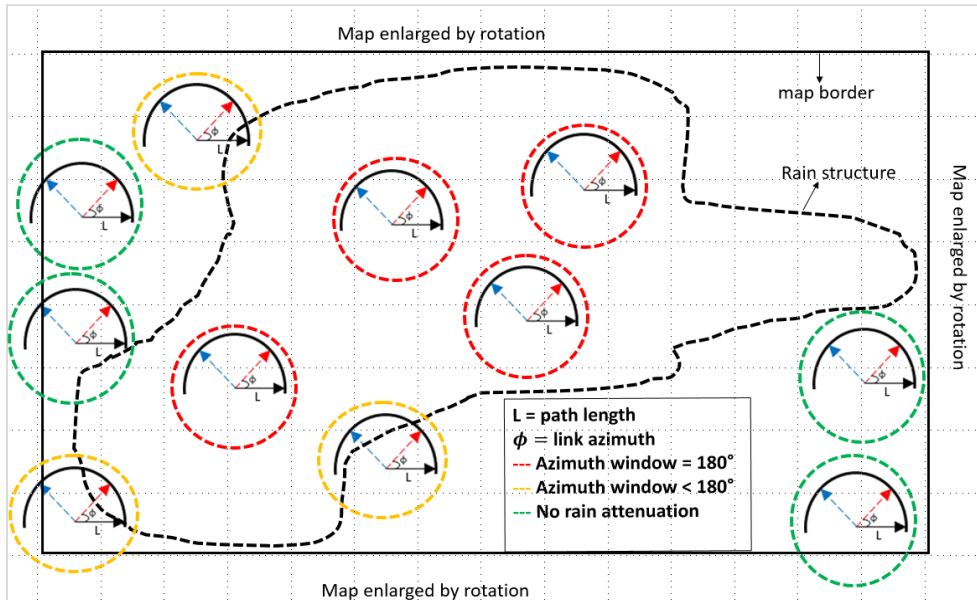 Map enlarged by rotation
map border
ϕ
L
ϕ
L
Rain structure
ϕ
L
ϕ
L
Map enlarged by rotation
ϕ
L
ϕ
L
ϕ
L
ϕ
L
L = path length
ϕ = link azimuth
Azimuth window = 180°
Azimuth window < 180°
No rain attenuation
ϕ
L
ϕ
L
ϕ
L
Map enlarged by rotation